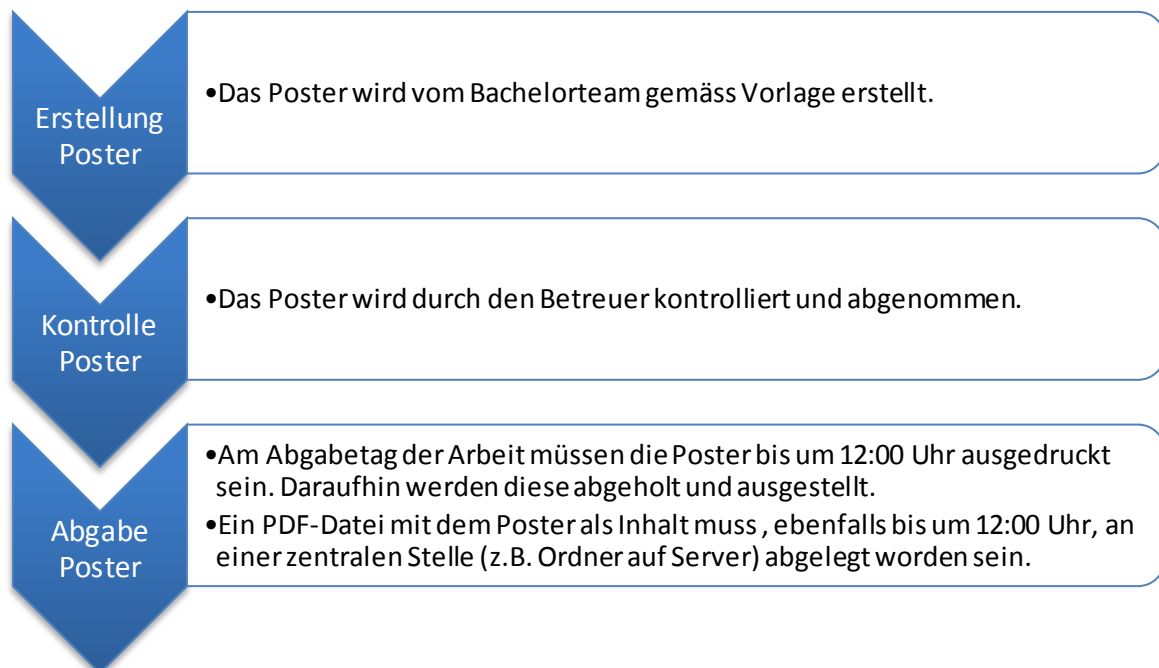 Erstellung
Poster
•Das Poster wird vom Bachelorteam gemäss Vorlage erstellt.
Kontrolle
Poster
•Das Poster wird durch den Betreuer kontrolliert und abgenommen.
Abgabe
Poster
•Am Abgabetag der Arbeit müssen die Poster bis um 12:00 Uhr ausgedruckt
sein. Daraufhin werden diese abgeholt und ausgestellt.
•Ein PDF-Datei mit dem Poster als Inhalt muss , ebenfalls bis um 12:00 Uhr, an
einer zentralen Stelle (z.B. Ordner auf Server) abgelegt worden sein.